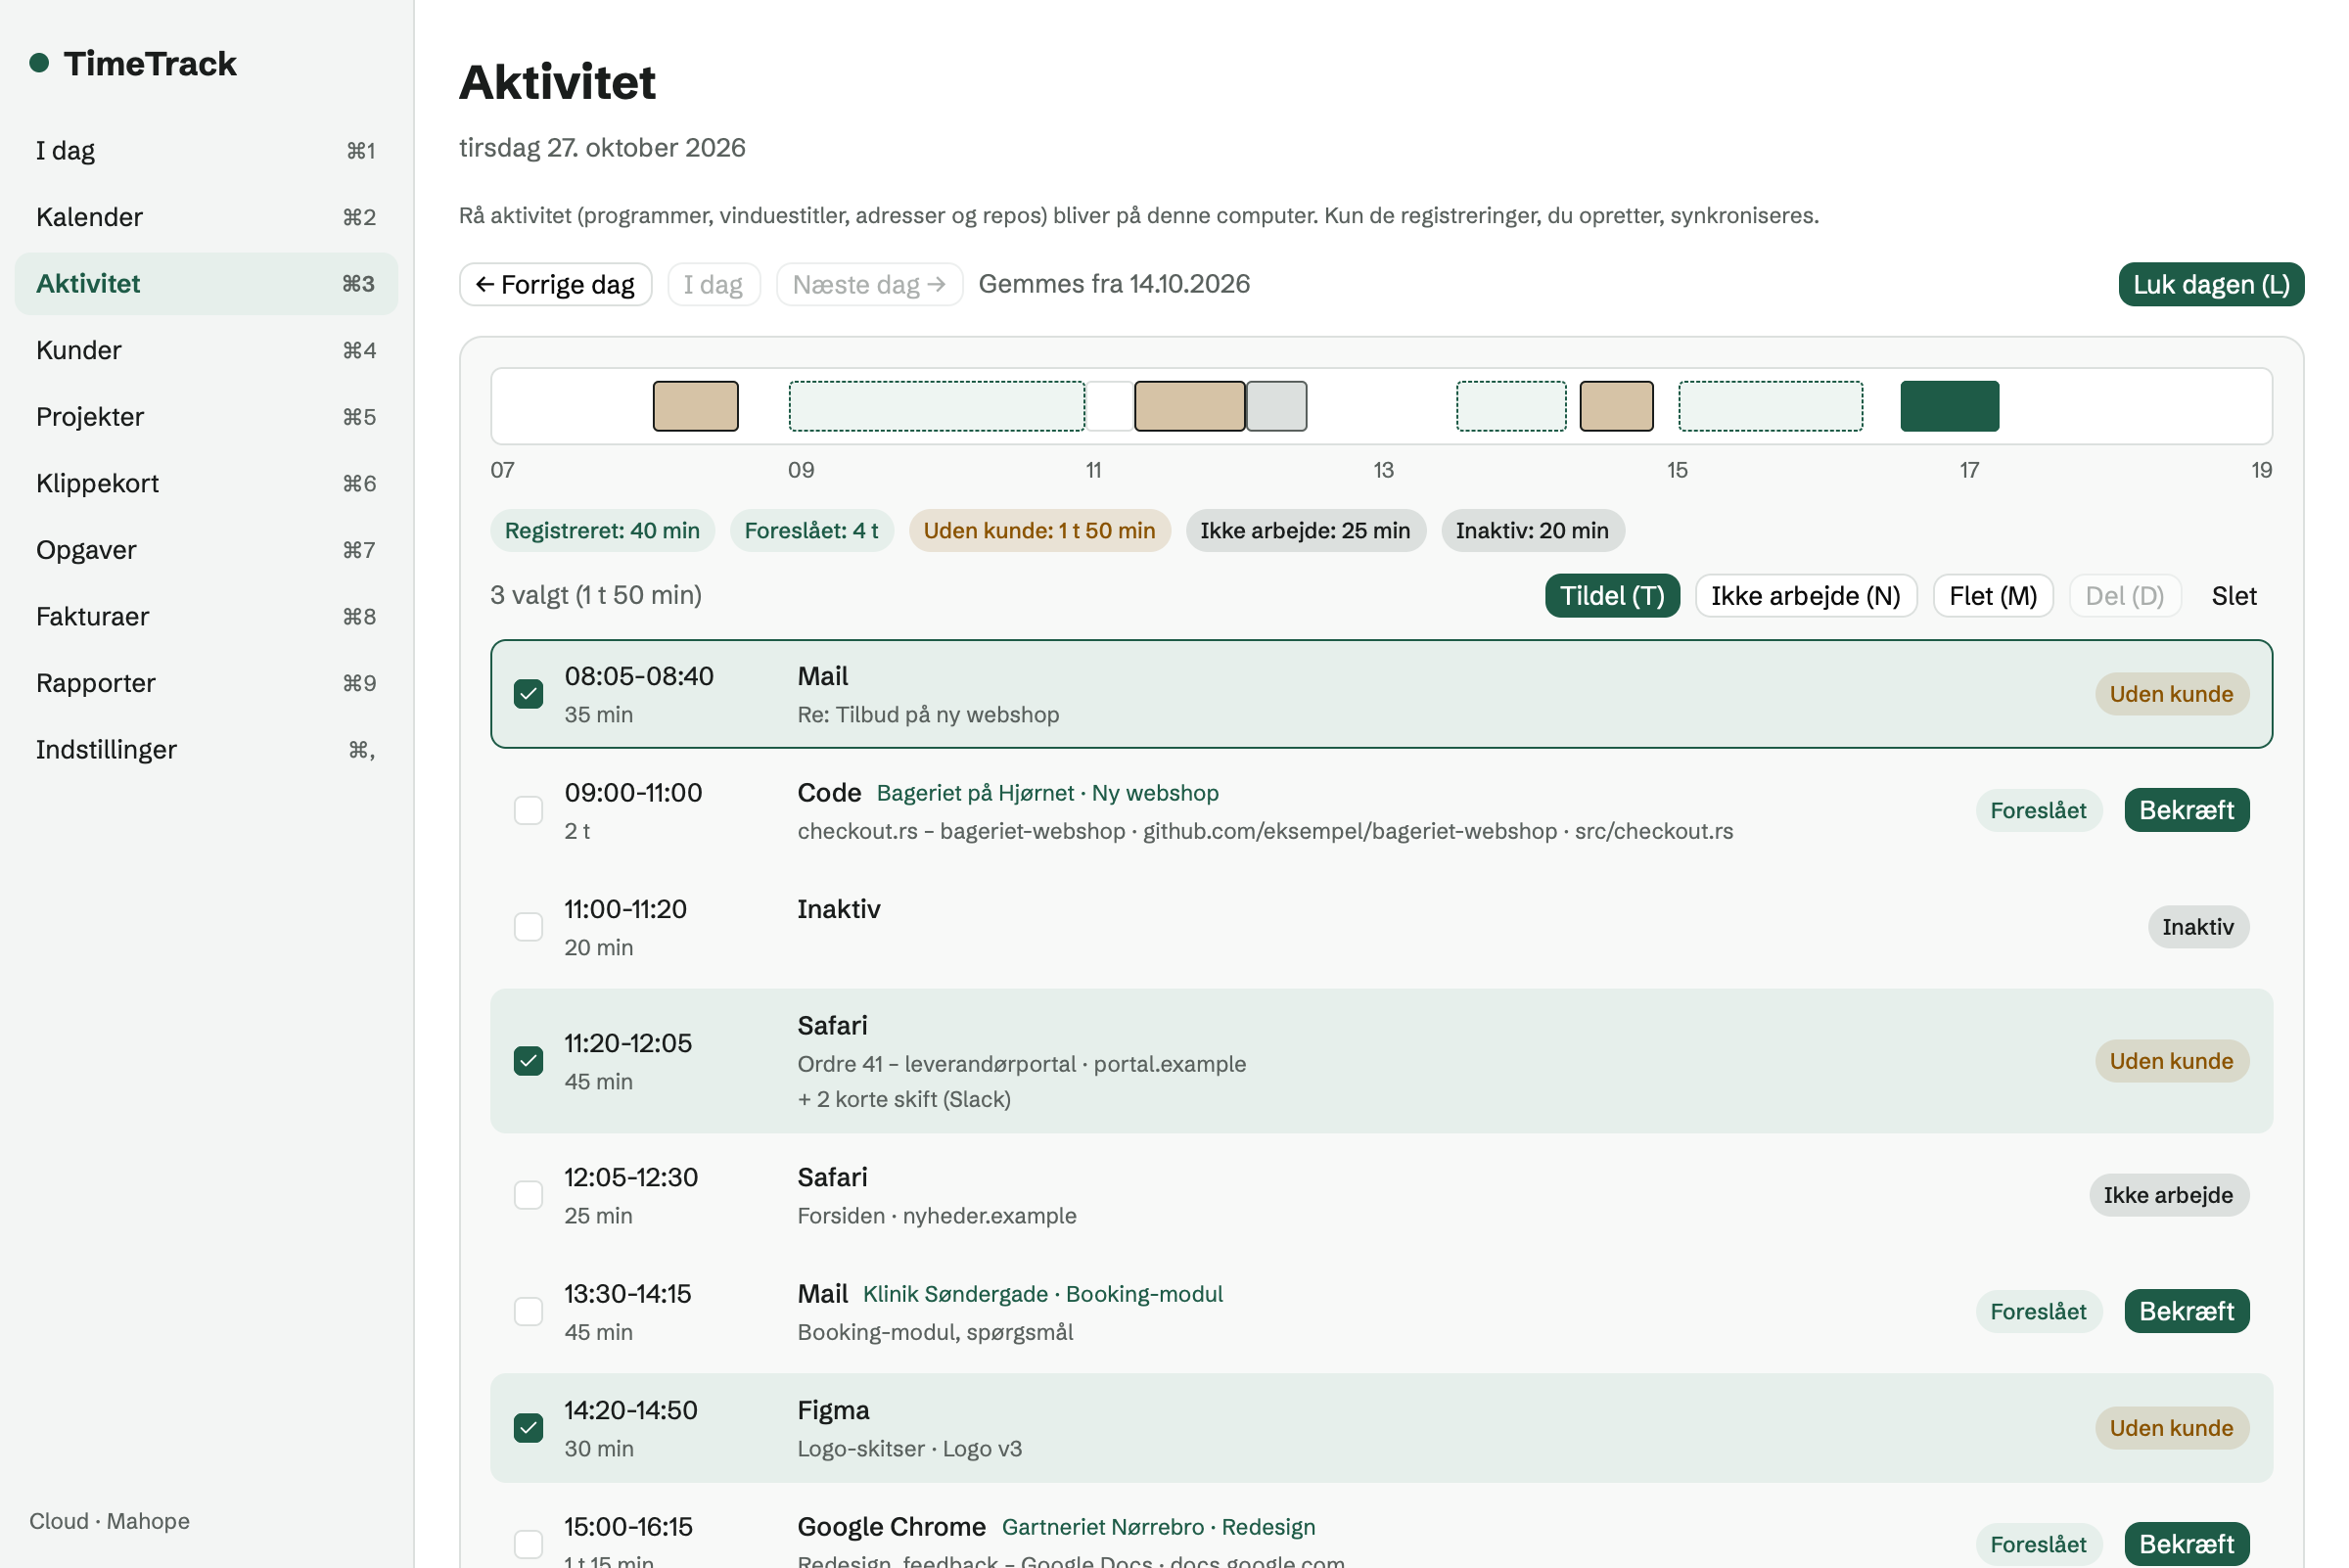 TimeTrack
I dag ⌘1
Kalender ⌘2
Aktivitet ⌘3
Kunder ⌘4
Projekter ⌘5
Klippekort ⌘6
Opgaver ⌘7
Fakturaer ⌘8
Rapporter ⌘9
Indstillinger ⌘,
Cloud · Mahope
Aktivitet
tirsdag 27. oktober 2026
Rå aktivitet (programmer, vinduestitler, adresser og repos) bliver på denne computer. Kun de registreringer, du opretter, synkroniseres.
← Forrige dag I dag Næste dag → Gemmes fra 14.10.2026 Luk dagen (L)
07 09 11 13 15 17 19
Registreret: 40 min Foreslået: 4 t Uden kunde: 1 t 50 min Ikke arbejde: 25 min Inaktiv: 20 min
3 valgt (1 t 50 min) Tildel (T) Ikke arbejde (N) Flet (M) Del (D) Slet
08:05–08:40 Mail Uden kunde
35 min Re: Tilbud på ny webshop
09:00–11:00 Code Bageriet på Hjørnet · Ny webshop Foreslået Bekræft
2 t checkout.rs – bageriet-webshop · github.com/eksempel/bageriet-webshop · src/checkout.rs
11:00–11:20 Inaktiv Inaktiv
20 min
Safari
11:20–12:05 Ordre 41 – leverandørportal · portal.example Uden kunde
45 min + 2 korte skift (Slack)
12:05–12:30 Safari Ikke arbejde
25 min Forsiden · nyheder.example
13:30–14:15 Mail Klinik Søndergade · Booking-modul Foreslået Bekræft
45 min Booking-modul, spørgsmål
14:20–14:50 Figma Uden kunde
30 min Logo-skitser · Logo v3
15:00–16:15 Google Chrome Gartneriet Nørrebro · Redesign Foreslået Bekræft
1 t 15 min Redesign, feedback – Google Docs · docs.google.com